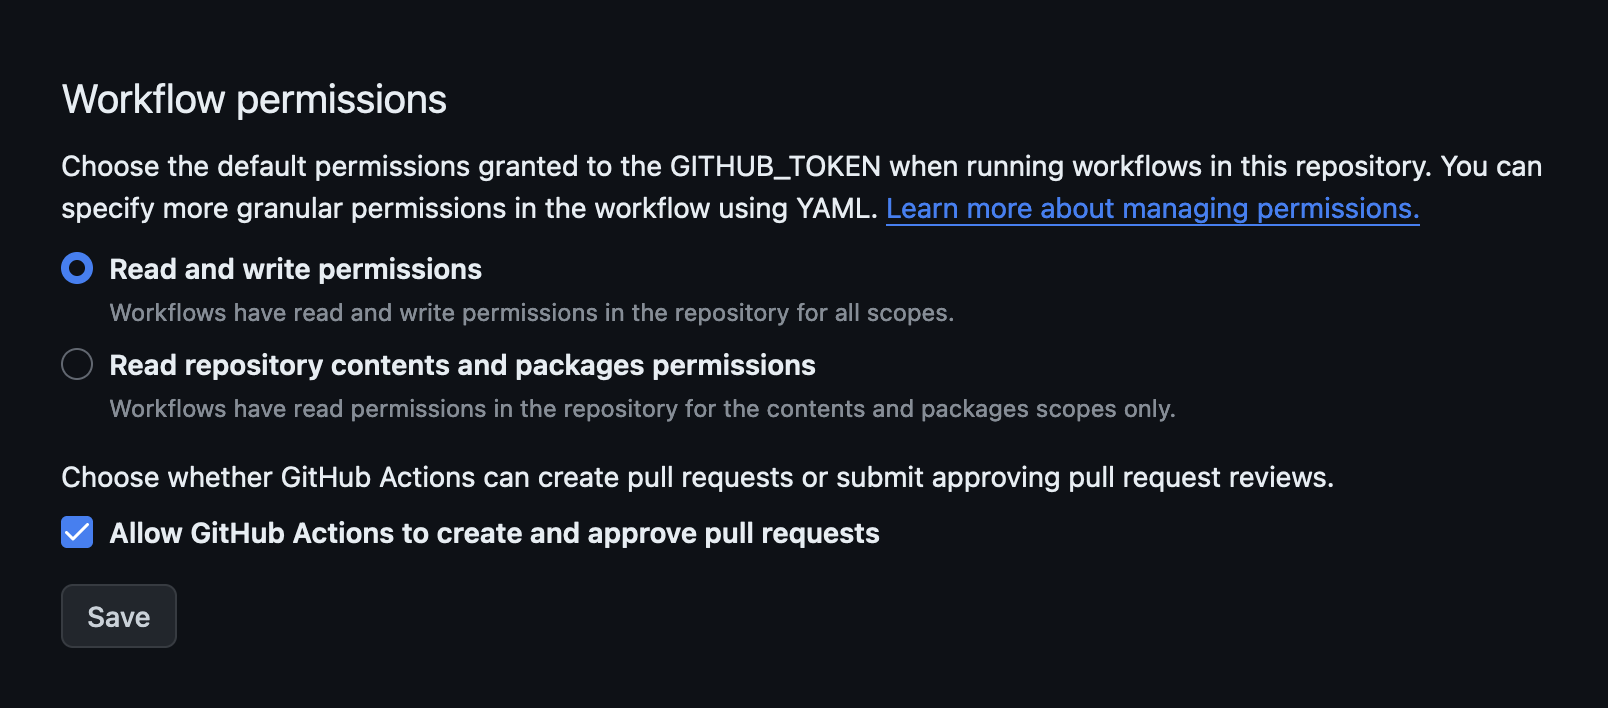 Workflow permissions
Choose the default permissions granted to the GITHUB_TOKEN when running workflows in this repository. You can
specify more granular permissions in the workflow using YAML. Learn more about managing permissions.
Read and write permissions
Workflows have read and write permissions in the repository for all scopes.
Read repository contents and packages permissions
Workflows have read permissions in the repository for the contents and packages scopes only.
Choose whether GitHub Actions can create pull requests or submit approving pull request reviews.
Allow GitHub Actions to create and approve pull requests
Save